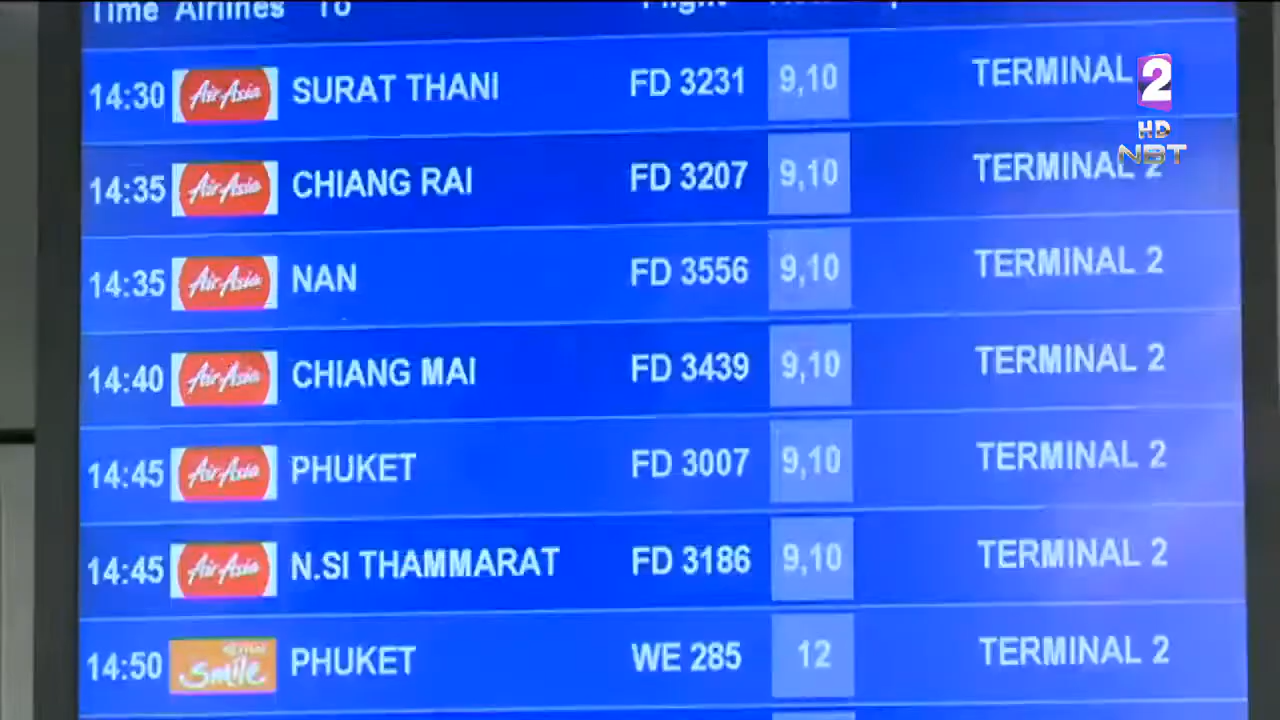 Time Airlines To Flight
14:30 AirAsia SURAT THANI FD 3231 9,10 TERMINAL
14:35 AirAsia CHIANG RAI FD 3207 9,10 TERMINAL 2
14:35 AirAsia NAN FD 3556 9,10 TERMINAL 2
14:40 AirAsia CHIANG MAI FD 3439 9,10 TERMINAL 2
14:45 AirAsia PHUKET FD 3007 9,10 TERMINAL 2
14:45 AirAsia N.SI THAMMARAT FD 3186 9,10 TERMINAL 2
14:50 Smile PHUKET WE 285 12 TERMINAL 2
2
HD
NBT